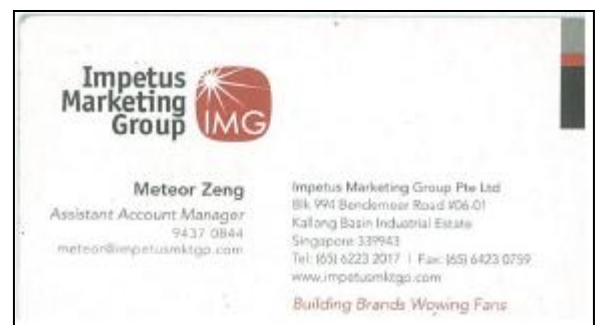 Impetus
Marketing
Group
IMG
Meteor Zeng
Assistant Account Manager
9437 0844
meteor@impetusmktgp.com
Impetus Marketing Group Pte Ltd
Blk 994 Bendemeer Road #06-01
Kallang Basin Industrial Estate
Singapore 339943
Tel: (65) 6223 2017 | Fax: (65) 6423 0759
www.impetusmktgp.com
Building Brands Wowing Fans